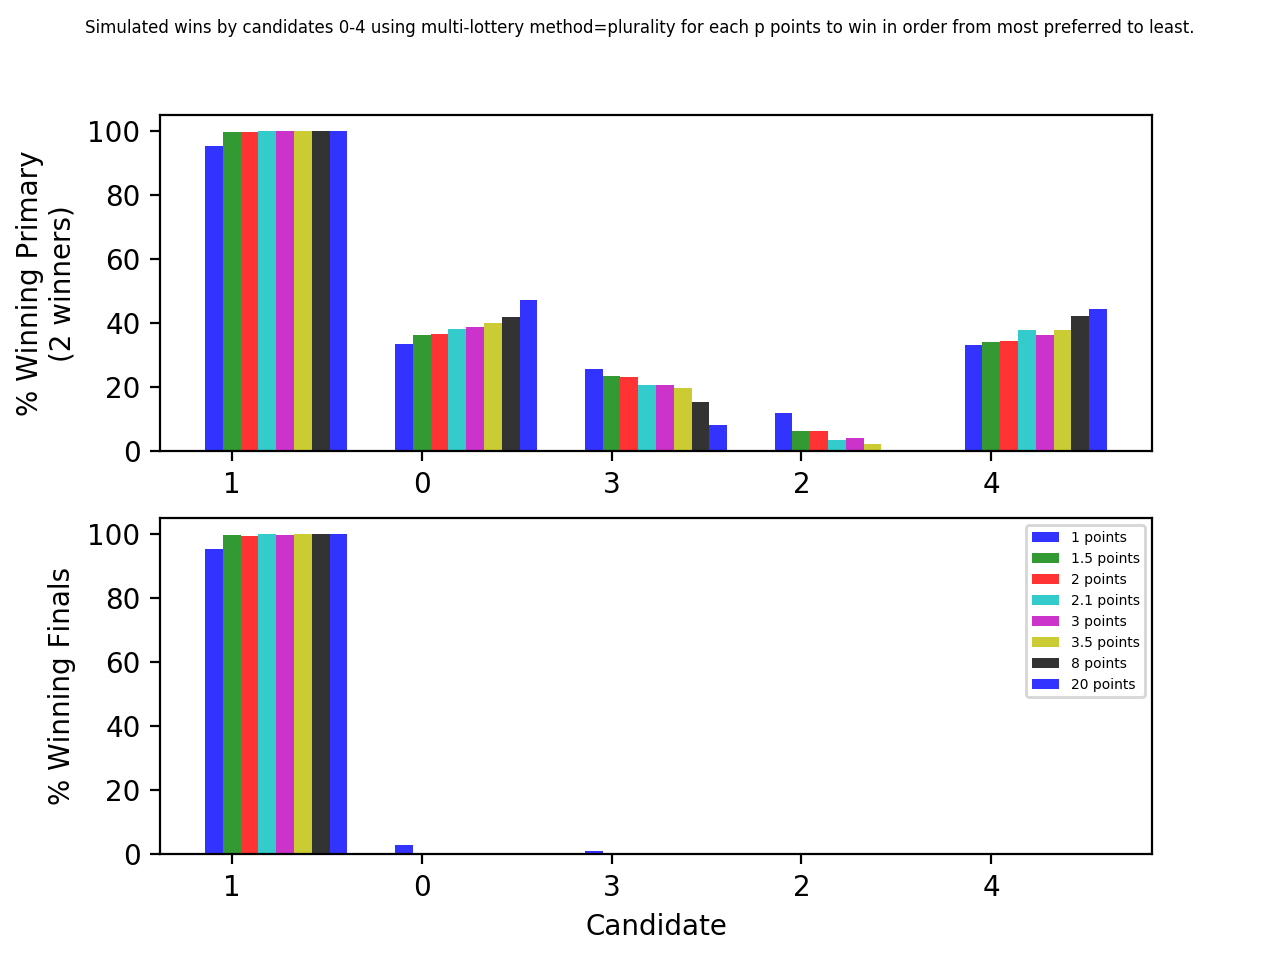 Simulated wins by candidates 0-4 using multi-lottery method=plurality for each p points to win in order from most preferred to least.
% Winning Primary
(2 winners)
100
80
60
40
20
0
1 0 3 2 4
% Winning Finals
100
80
60
40
20
0
1 points
1.5 points
2 points
2.1 points
3 points
3.5 points
8 points
20 points
1 0 3 2 4
Candidate